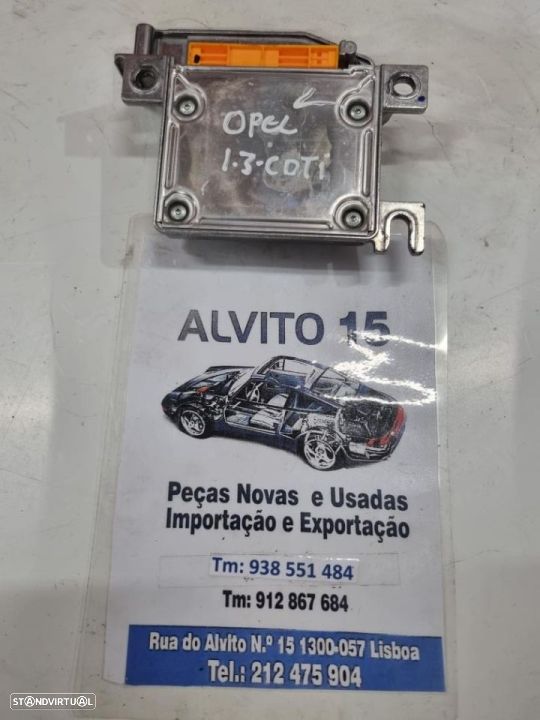 OPEL
1.3-CDTi
ALVITO 15
Peças Novas e Usadas
Importação e Exportação
Tm: 938 551 484
Tm: 912 867 684
Rua do Alvito N.º 15 1300-057 Lisboa
Tel.: 212 475 904
STANDVIRTUAL